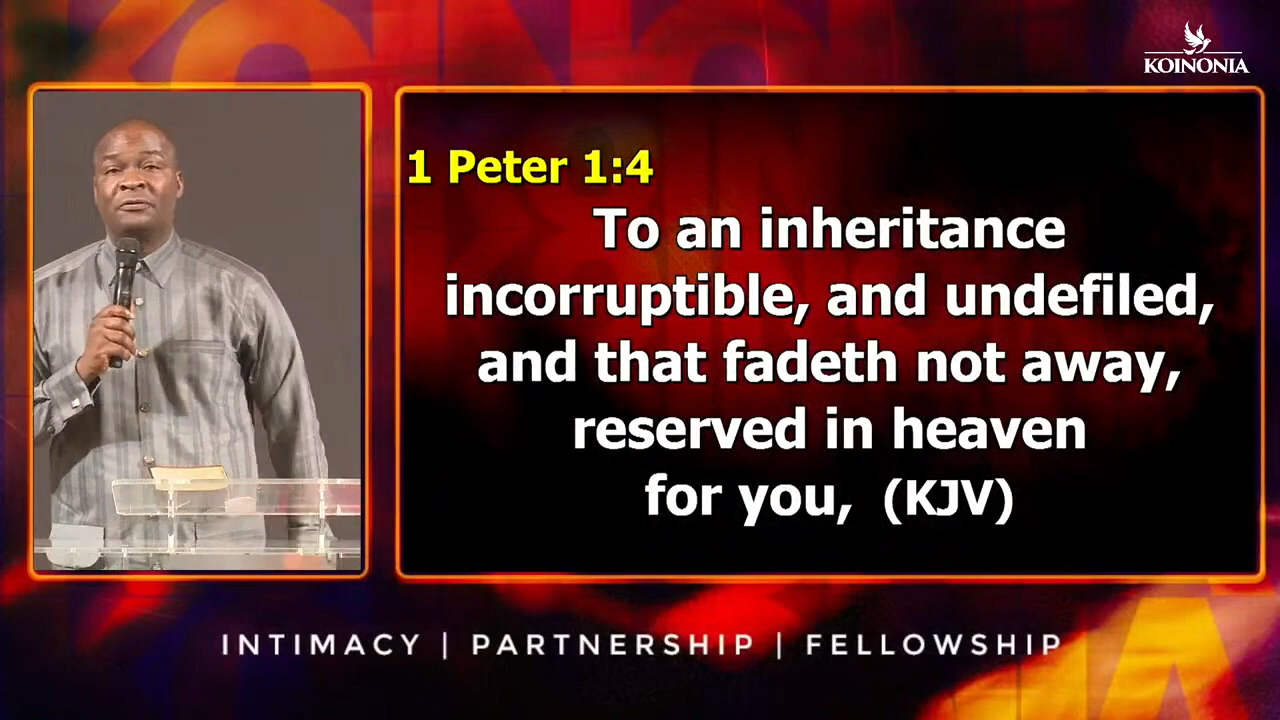 KOINONIA
1 Peter 1:4
To an inheritance
incorruptible, and undefiled,
and that fadeth not away,
reserved in heaven
for you, (KJV)
INTIMACY | PARTNERSHIP | FELLOWSHIP